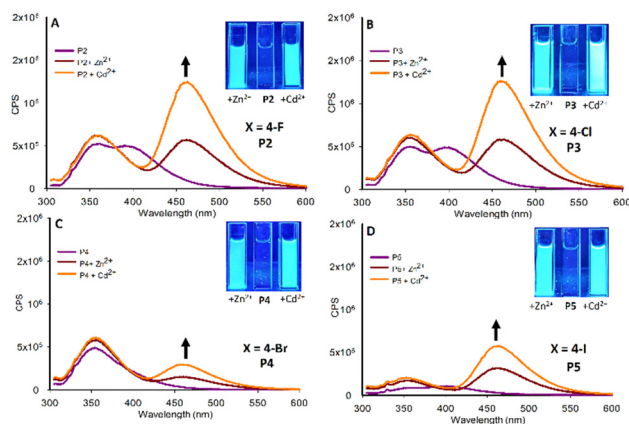 A
2x10⁶
1x10⁶
1x10⁶
5x10⁵
0
CPS
P2
P2+ Zn²⁺
P2 + Cd²⁺
+Zn²⁺ P2 +Cd²⁺
X = 4-F
P2
300 350 400 450 500 550 600
Wavelength (nm)
B
2x10⁶
2x10⁶
1x10⁶
5x10⁵
0
CPS
P3
P3 + Zn²⁺
P3 + Cd²⁺
+Zn²⁺ P3 +Cd²⁺
X = 4-Cl
P3
300 350 400 450 500 550 600
Wavelength (nm)
C
2x10⁶
2x10⁶
1x10⁶
5x10⁵
0
CPS
P4
P4+ Zn²⁺
P4 + Cd²⁺
+Zn²⁺ P4 +Cd²⁺
X = 4-Br
P4
300 350 400 450 500 550 600
Wavelength (nm)
D
2x10⁶
2x10⁶
1x10⁶
5x10⁵
0
CPS
P5+ Zn²⁺
P5 + Cd²⁺
+Zn²⁺ P5 +Cd²⁺
X = 4-I
P5
300 350 400 450 500 550 600
Wavelength (nm)